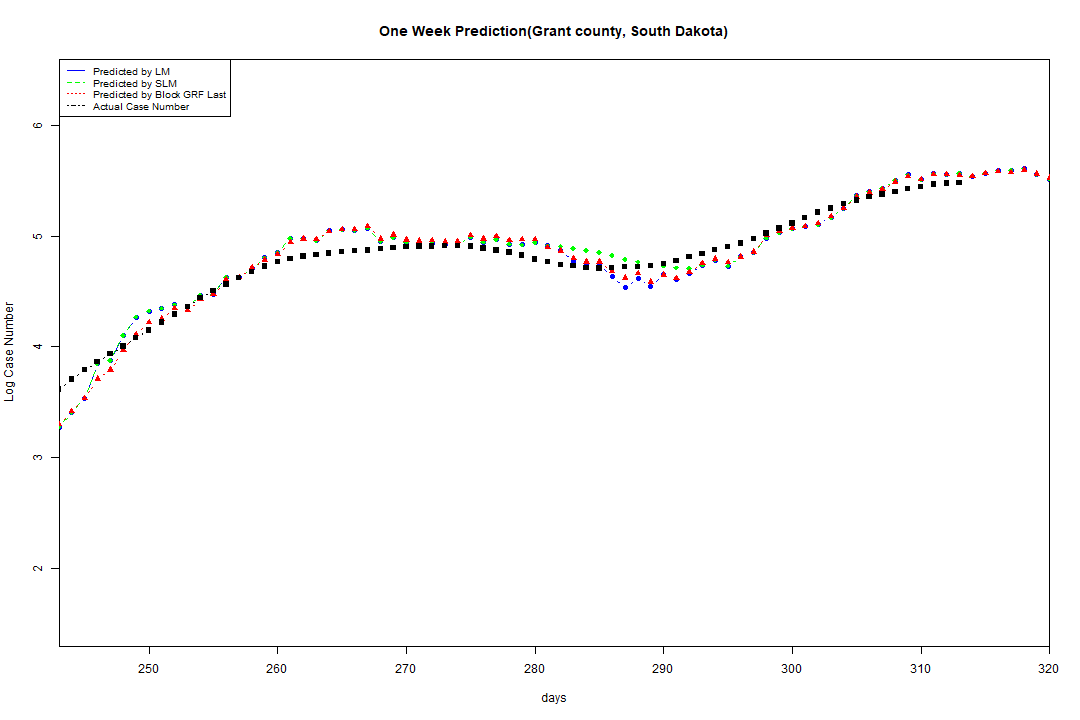 One Week Prediction(Grant county, South Dakota)
Predicted by LM
Predicted by SLM
Predicted by Block GRF Last
Actual Case Number
6
5
4
3
2
Log Case Number
250 260 270 280 290 300 310 320
days